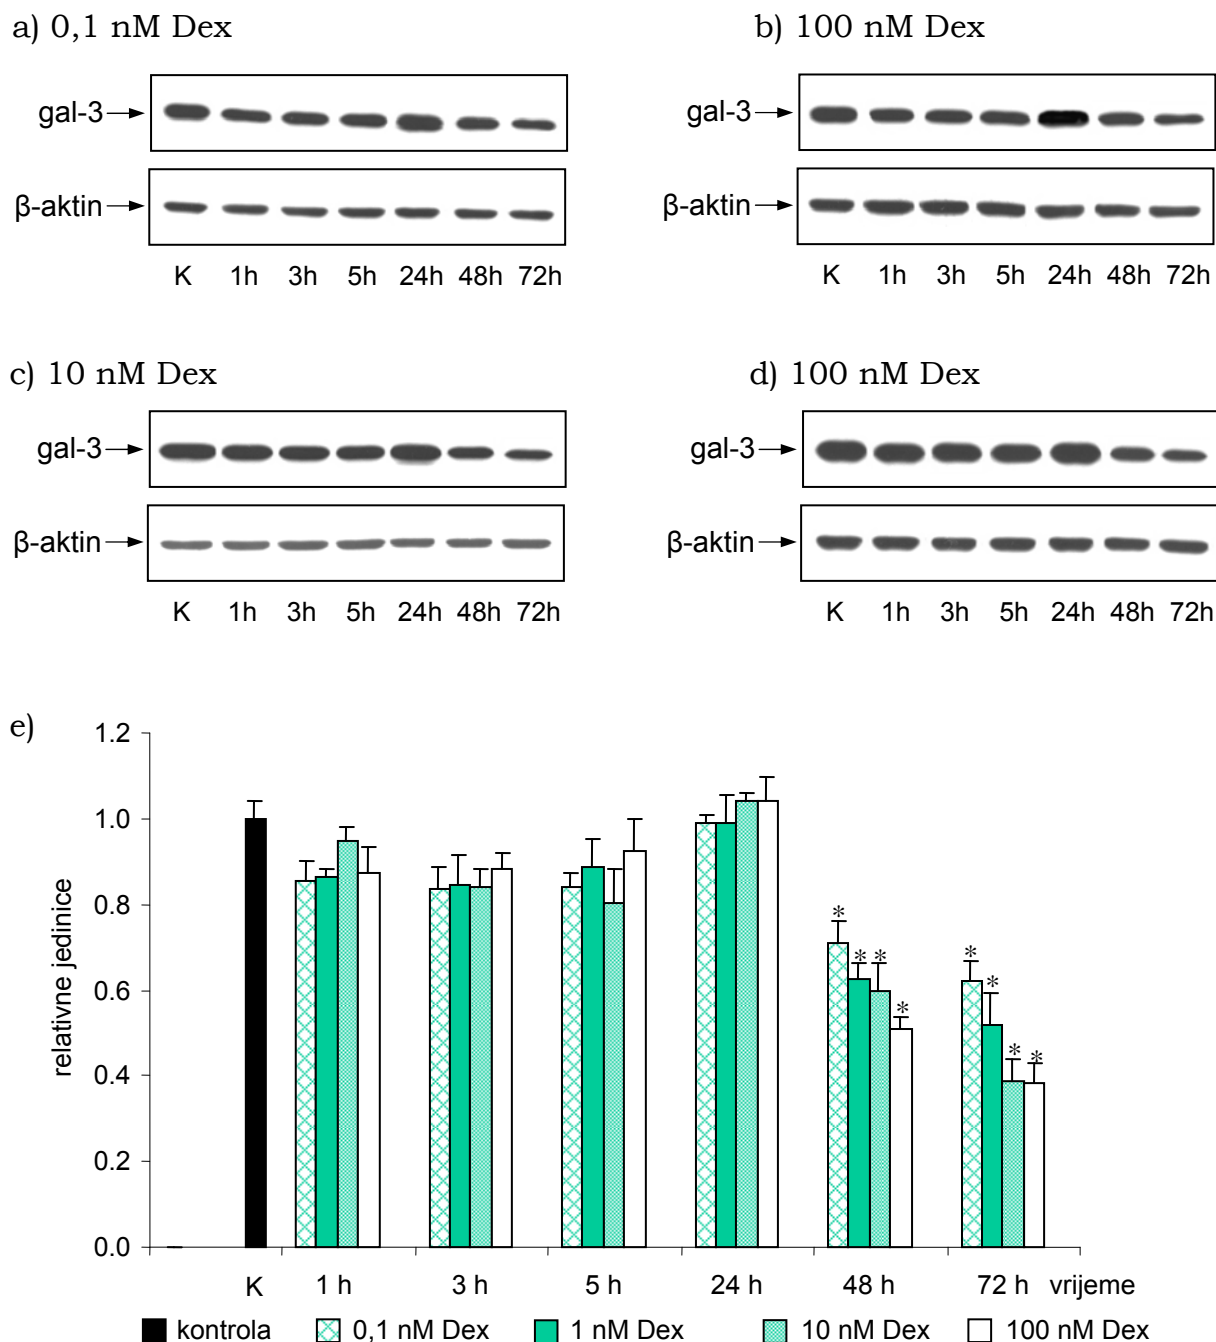 a) 0,1 nM Dex
b) 100 nM Dex
gal-3
gal-3
β-aktin
β-aktin
K 1h 3h 5h 24h 48h 72h
K 1h 3h 5h 24h 48h 72h
c) 10 nM Dex
d) 100 nM Dex
gal-3
gal-3
β-aktin
β-aktin
K 1h 3h 5h 24h 48h 72h
K 1h 3h 5h 24h 48h 72h
e)
relativne jedinice
1.2
1.0
0.8
0.6
0.4
0.2
0.0
* * * * * * * *
K 1 h 3 h 5 h 24 h 48 h 72 h vrijeme
kontrola 0,1 nM Dex 1 nM Dex 10 nM Dex 100 nM Dex